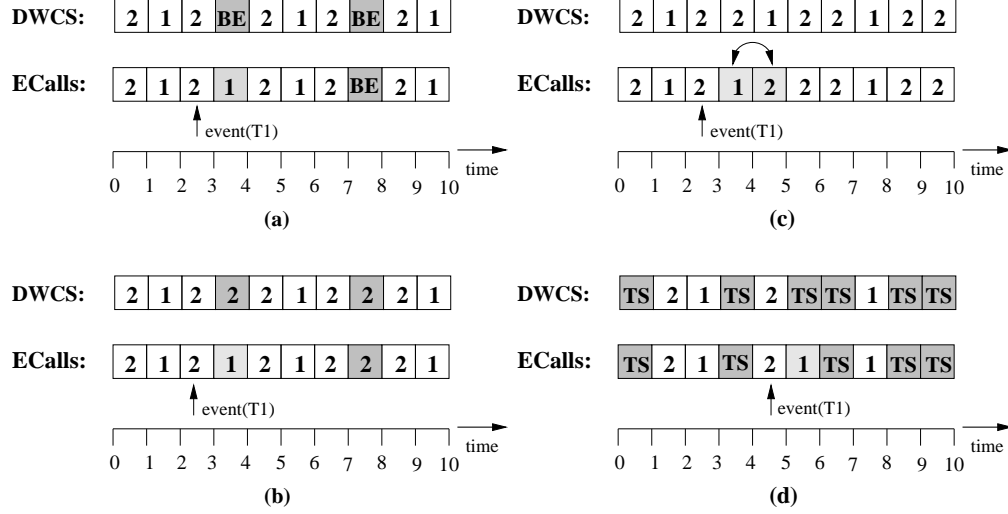 DWCS: 2 1 2 BE 2 1 2 BE 2 1
ECalls: 2 1 2 1 2 1 2 BE 2 1
event(T1)
time
0 1 2 3 4 5 6 7 8 9 10
(a)
DWCS: 2 1 2 2 1 2 2 1 2 2
ECalls: 2 1 2 1 2 2 2 1 2 2
event(T1)
time
0 1 2 3 4 5 6 7 8 9 10
(c)
DWCS: 2 1 2 2 2 1 2 2 2 1
ECalls: 2 1 2 1 2 1 2 2 2 1
event(T1)
time
0 1 2 3 4 5 6 7 8 9 10
(b)
DWCS: TS 2 1 TS 2 TS TS 1 TS TS
ECalls: TS 2 1 TS 2 1 TS 1 TS TS
event(T1)
time
0 1 2 3 4 5 6 7 8 9 10
(d)